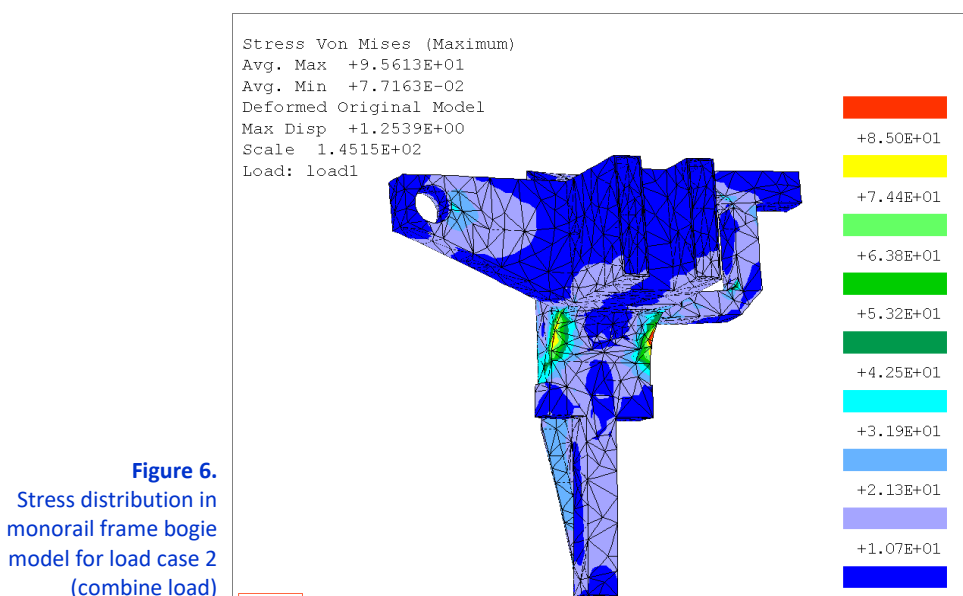 Stress Von Mises (Maximum)
Avg. Max +9.5613E+01
Avg. Min +7.7163E-02
Deformed Original Model
Max Disp +1.2539E+00
Scale 1.4515E+02
Load: load1
+8.50E+01
+7.44E+01
+6.38E+01
+5.32E+01
+4.25E+01
+3.19E+01
+2.13E+01
+1.07E+01
Figure 6.
Stress distribution in
monorail frame bogie
model for load case 2
(combine load)